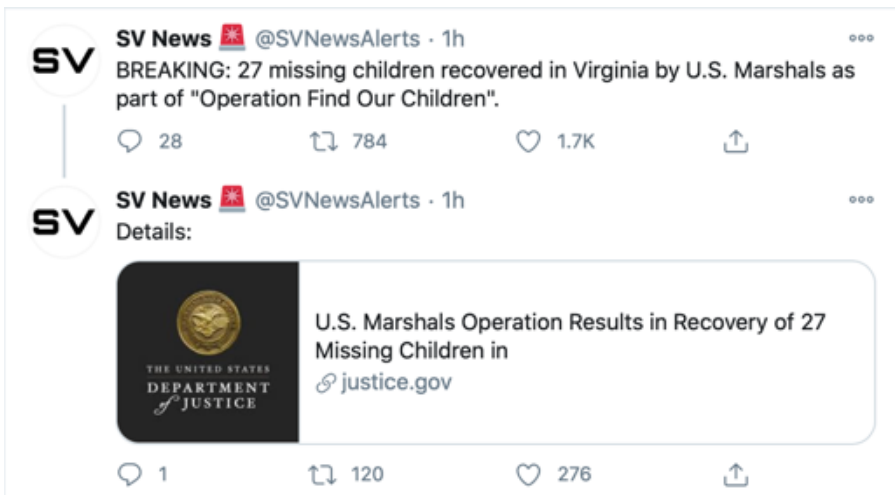 SV
SV News 🚨 @SVNewsAlerts · 1h
BREAKING: 27 missing children recovered in Virginia by U.S. Marshals as
part of "Operation Find Our Children".
28 784 1.7K
SV
SV News 🚨 @SVNewsAlerts · 1h
Details:
THE UNITED STATES
DEPARTMENT
of JUSTICE
U.S. Marshals Operation Results in Recovery of 27
Missing Children in
justice.gov
1 120 276